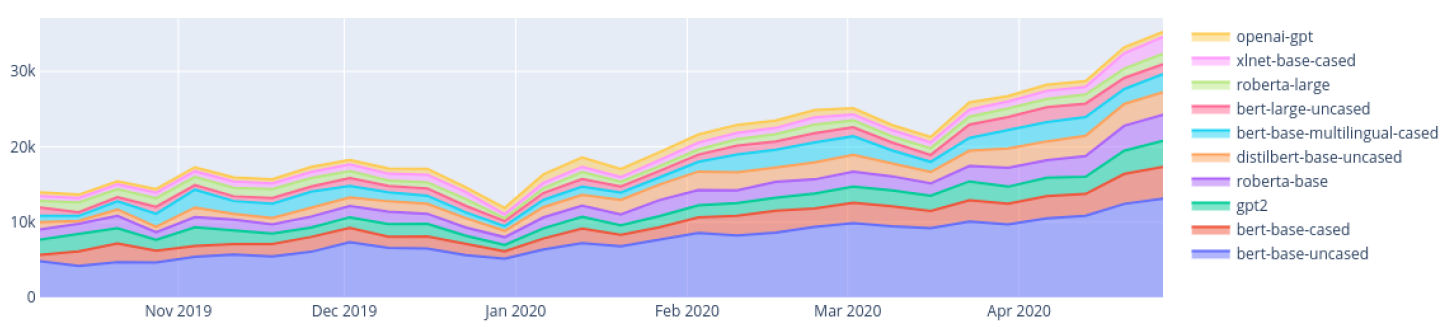 30k
20k
10k
0
Nov 2019
Dec 2019
Jan 2020
Feb 2020
Mar 2020
Apr 2020
openai-gpt
xlnet-base-cased
roberta-large
bert-large-uncased
bert-base-multilingual-cased
distilbert-base-uncased
roberta-base
gpt2
bert-base-cased
bert-base-uncased